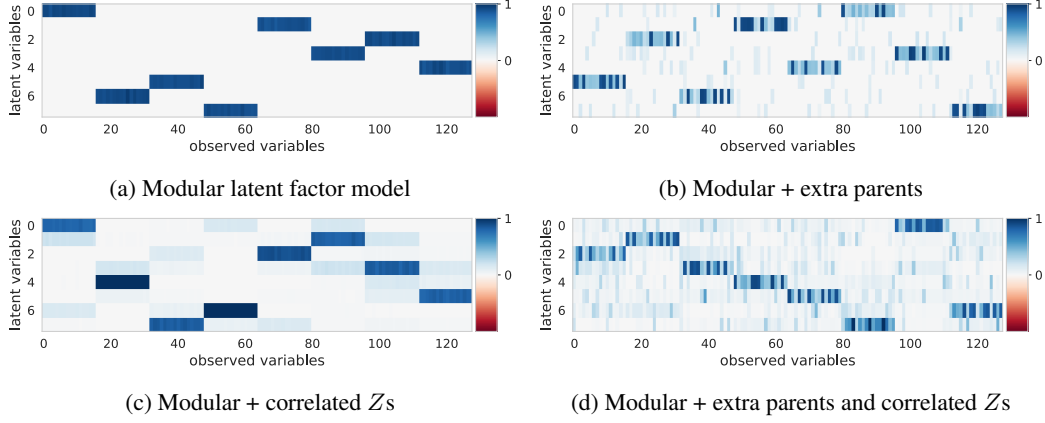 latent variables
0
2
4
6
0 20 40 60 80 100 120
observed variables
1
0
(a) Modular latent factor model
latent variables
0
2
4
6
0 20 40 60 80 100 120
observed variables
1
0
(b) Modular + extra parents
latent variables
0
2
4
6
0 20 40 60 80 100 120
observed variables
1
0
(c) Modular + correlated Zs
latent variables
0
2
4
6
0 20 40 60 80 100 120
observed variables
1
0
(d) Modular + extra parents and correlated Zs